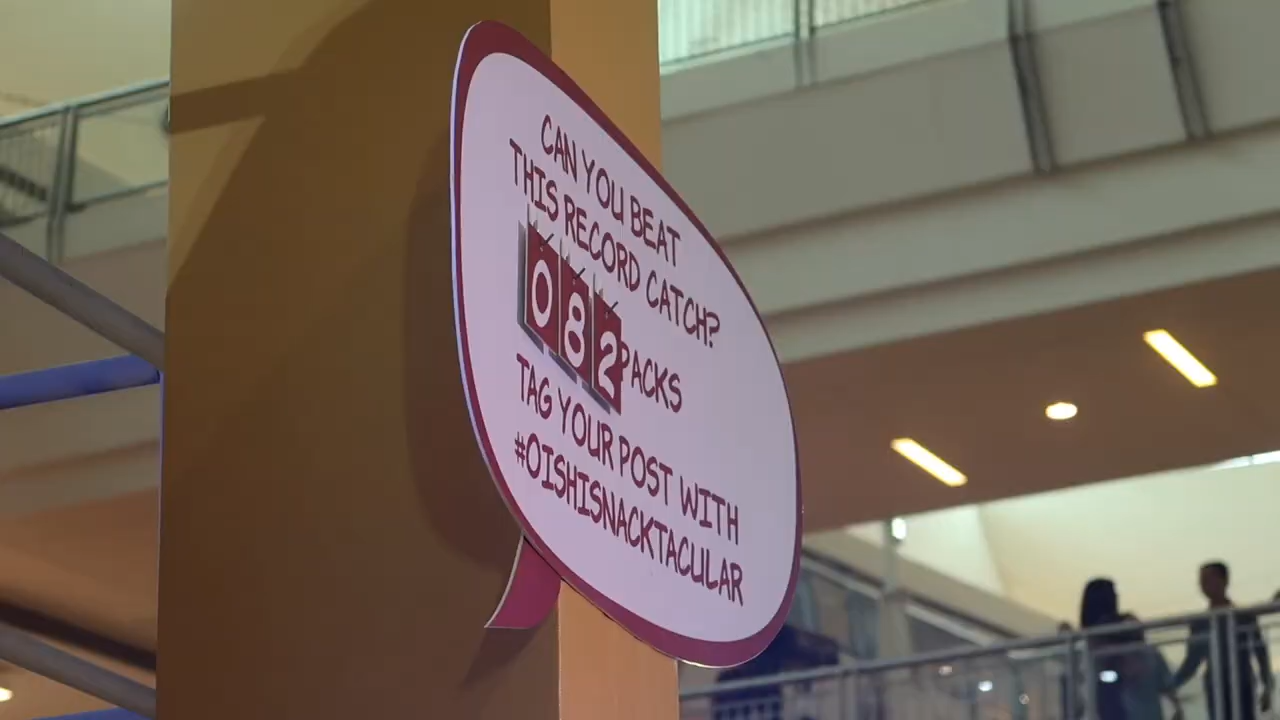 CAN YOU BEAT
THIS RECORD CATCH?
082 PACKS
TAG YOUR POST WITH
#OISHISNACKTACULAR